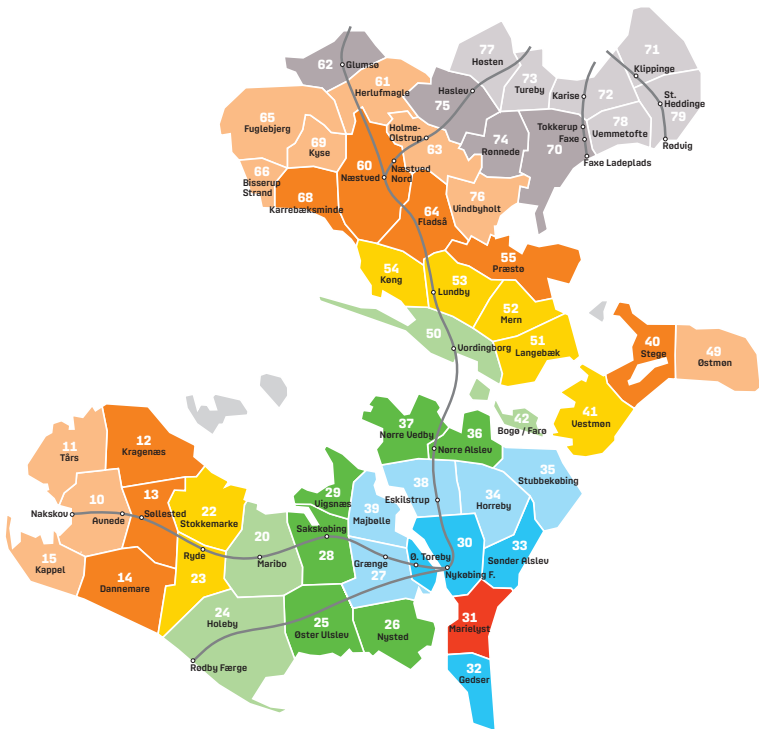 62
Glumsø
77
Høsten
71
Klippinge
61
Herlufmagle
Haslev
75
73
Tureby
Karise
72
St.
Heddinge
79
65
Fuglebjerg
Holme-
Olstrup
63
69
Kyse
74
Rønnede
Tokkerup
Faxe
70
78
Vemmetofte
Rødvig
Faxe Ladeplads
66
Bisserup
Strand
60
Næstved
Næstved
Nord
68
Karrebæksminde
76
Vindbyholt
64
Fladså
55
Præstø
54
Køng
53
Lundby
52
Mern
50
Vordingborg
51
Langebæk
40
Stege
49
Østmøn
41
Vestmøn
42
Bogø / Farø
37
Nørre Vedby
36
Nørre Alslev
11
Tårs
12
Kragenæs
35
Stubbekøbing
38
Eskilstrup
34
Horreby
10
Nakskov
Avnede
13
Søllested
22
Stokkemarke
29
Vigsnæs
39
Majbølle
20
Maribo
Sakskøbing
28
Ryde
23
Grænge
27
Ø. Toreby
30
Nykøbing F.
33
Sønder Alslev
15
Kappel
14
Dannemare
24
Holeby
25
Øster Ulslev
26
Nysted
31
Marielyst
Rødby Færge
32
Gedser